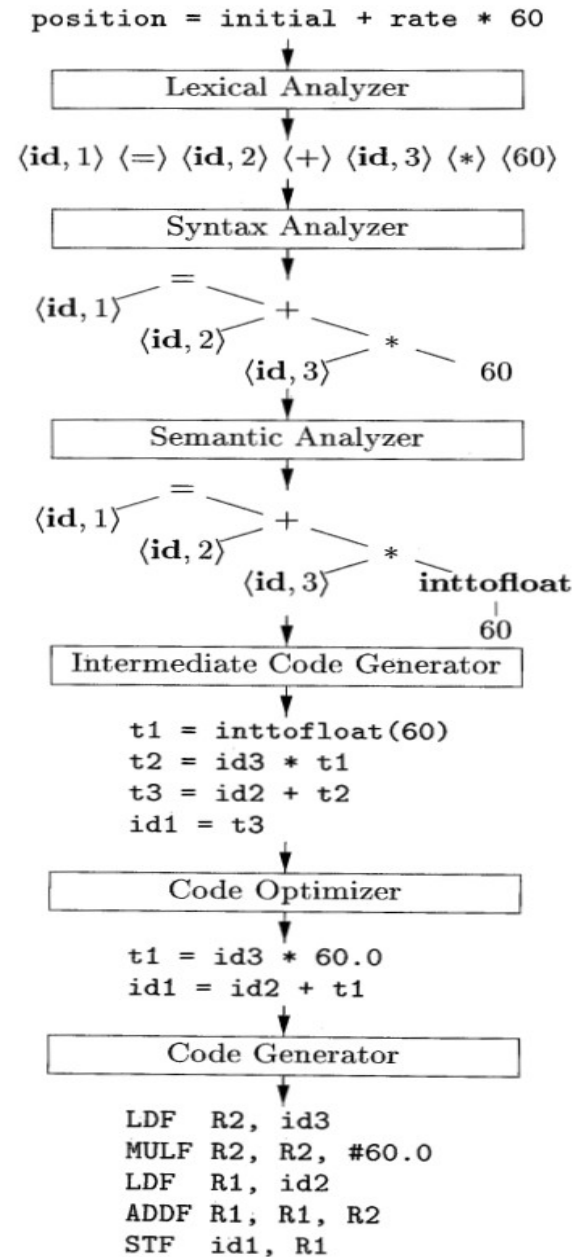 position = initial + rate * 60
Lexical Analyzer
⟨id, 1⟩ ⟨=⟩ ⟨id, 2⟩ ⟨+⟩ ⟨id, 3⟩ ⟨*⟩ ⟨60⟩
Syntax Analyzer
=
⟨id, 1⟩ +
⟨id, 2⟩ *
⟨id, 3⟩ 60
Semantic Analyzer
=
⟨id, 1⟩ +
⟨id, 2⟩ *
⟨id, 3⟩ inttofloat
60
Intermediate Code Generator
t1 = inttofloat(60)
t2 = id3 * t1
t3 = id2 + t2
id1 = t3
Code Optimizer
t1 = id3 * 60.0
id1 = id2 + t1
Code Generator
LDF R2, id3
MULF R2, R2, #60.0
LDF R1, id2
ADDF R1, R1, R2
STF id1, R1